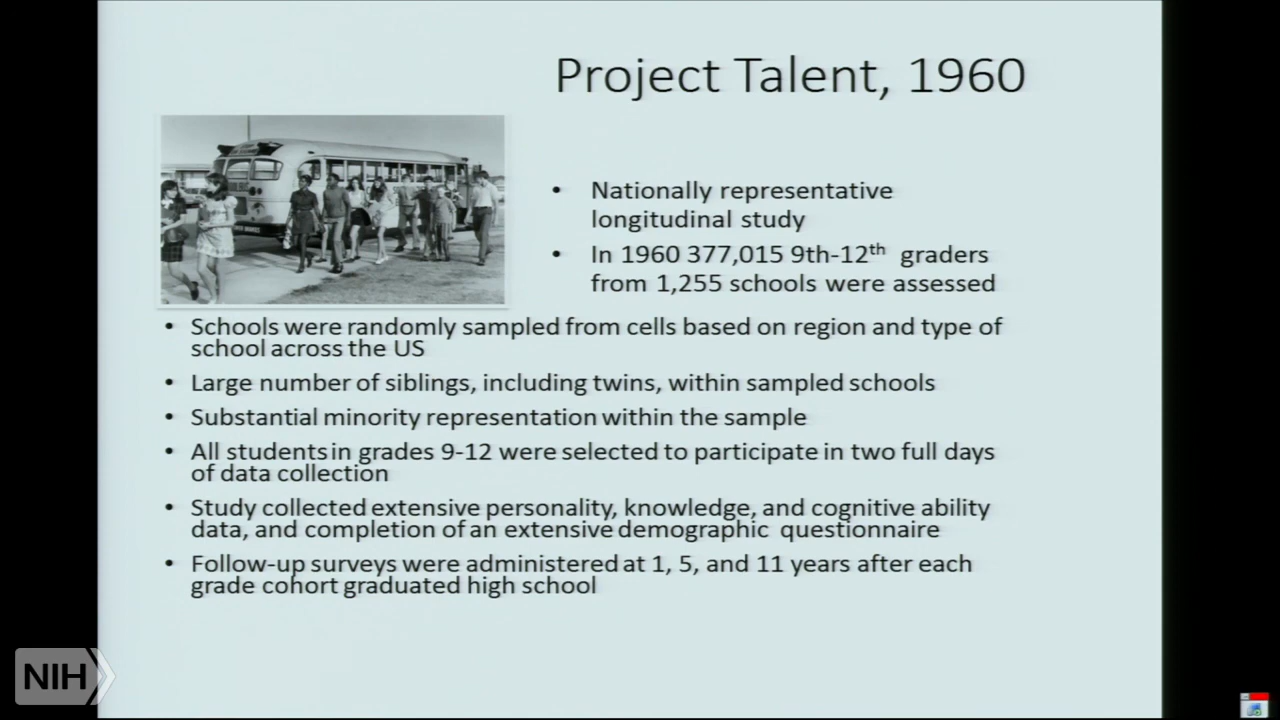 Project Talent, 1960
• Nationally representative
longitudinal study
• In 1960 377,015 9th-12th graders
from 1,255 schools were assessed
• Schools were randomly sampled from cells based on region and type of
school across the US
• Large number of siblings, including twins, within sampled schools
• Substantial minority representation within the sample
• All students in grades 9-12 were selected to participate in two full days
of data collection
• Study collected extensive personality, knowledge, and cognitive ability
data, and completion of an extensive demographic questionnaire
• Follow-up surveys were administered at 1, 5, and 11 years after each
grade cohort graduated high school
NIH